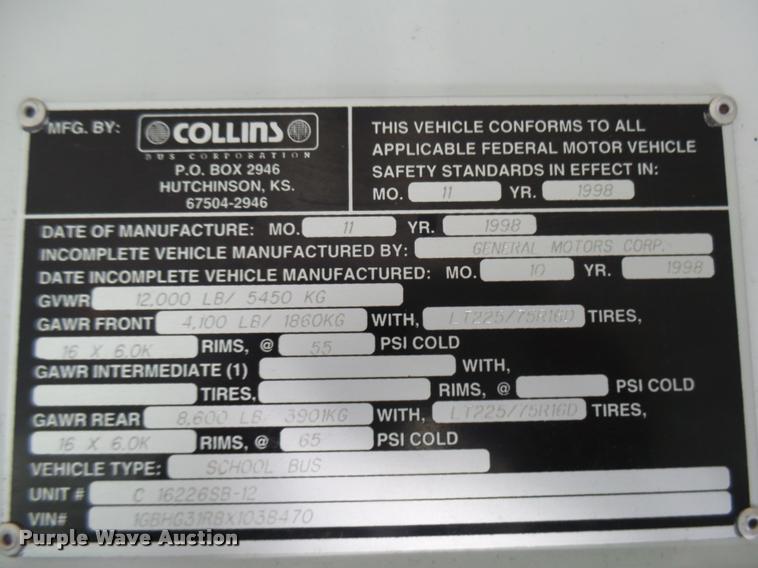 MFG. BY:
COLLINS
BUS CORPORATION
P.O. BOX 2946
HUTCHINSON, KS.
67504-2946
THIS VEHICLE CONFORMS TO ALL
APPLICABLE FEDERAL MOTOR VEHICLE
SAFETY STANDARDS IN EFFECT IN:
MO. 11 YR. 1998
DATE OF MANUFACTURE: MO. 11 YR. 1998
INCOMPLETE VEHICLE MANUFACTURED BY: GENERAL MOTORS CORP.
DATE INCOMPLETE VEHICLE MANUFACTURED: MO. 10 YR. 1998
GVWR 12,000 LB/ 5450 KG
GAWR FRONT 4,100 LB/ 1860KG WITH, LT225/75R16D TIRES,
16 X 6.0K RIMS, @ 55 PSI COLD
GAWR INTERMEDIATE (1) WITH,
TIRES, RIMS, @ PSI COLD
GAWR REAR 8,600 LB/ 3901KG WITH, LT225/75R16D TIRES,
16 X 6.0K RIMS, @ 65 PSI COLD
VEHICLE TYPE: SCHOOL BUS
UNIT # C 16226SB-12
VIN# 1GBHG31R8X1038470
Purple Wave Auction